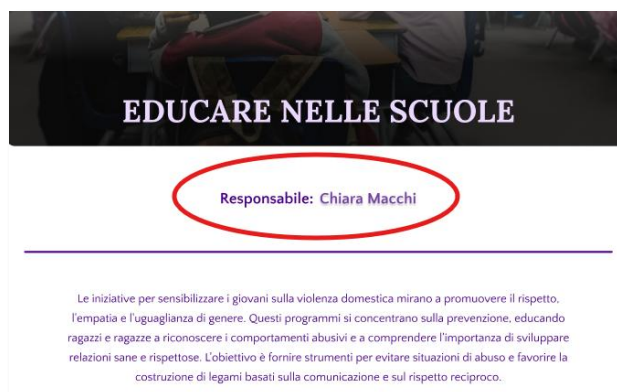 EDUCARE NELLE SCUOLE
Responsabile: Chiara Macchi
Le iniziative per sensibilizzare i giovani sulla violenza domestica mirano a promuovere il rispetto,
l'empatia e l'uguaglianza di genere. Questi programmi si concentrano sulla prevenzione, educando
ragazzi e ragazze a riconoscere i comportamenti abusivi e a comprendere l'importanza di sviluppare
relazioni sane e rispettose. L'obiettivo è fornire strumenti per evitare situazioni di abuso e favorire la
costruzione di legami basati sulla comunicazione e sul rispetto reciproco.